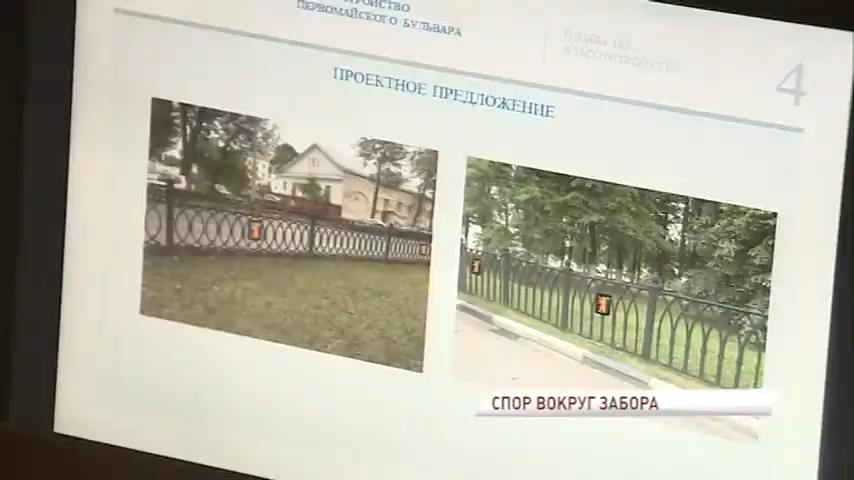 ПЕРВОМАЙСКОГО БУЛЬВАРА
4
ПРОЕКТНОЕ ПРЕДЛОЖЕНИЕ
СПОР ВОКРУГ ЗАБОРА